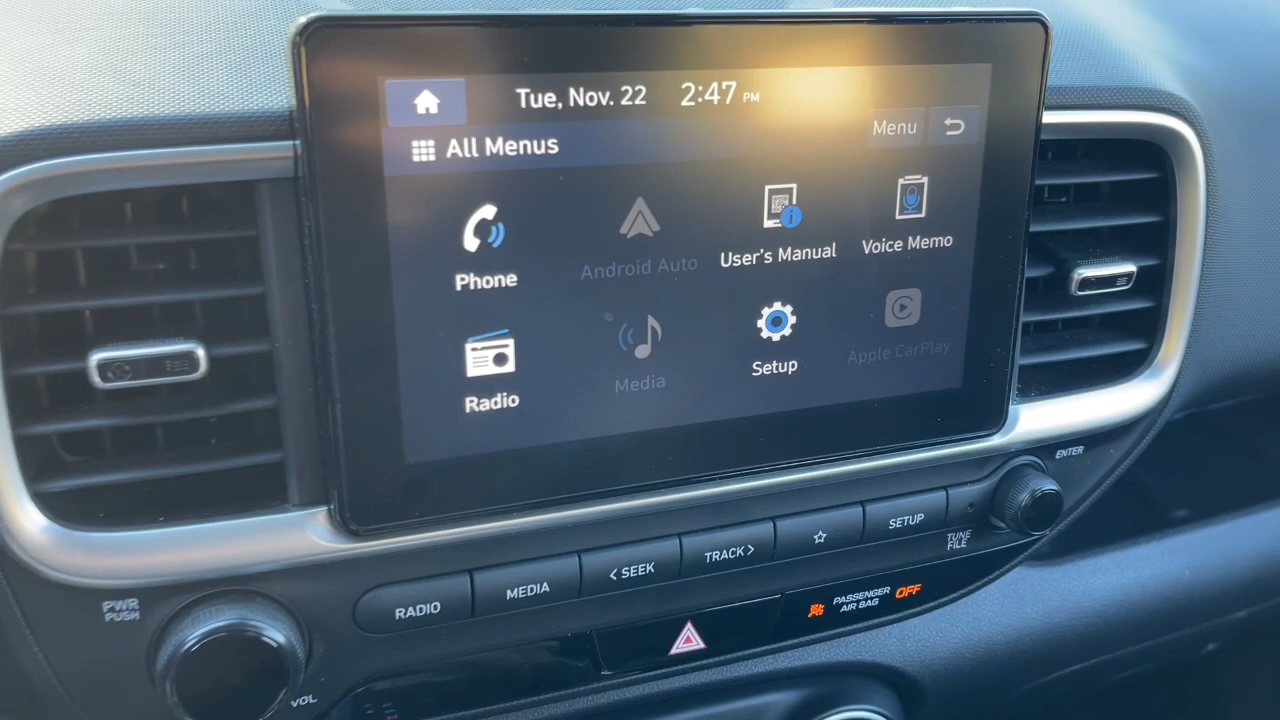 Tue, Nov. 22 2:47 PM
All Menus
Menu
Phone
Android Auto
User's Manual
Voice Memo
Radio
Media
Setup
Apple CarPlay
ENTER
RADIO
MEDIA
< SEEK
TRACK >
☆
SETUP
TUNE
FILE
PWR
PUSH
VOL
PASSENGER
AIR BAG
OFF